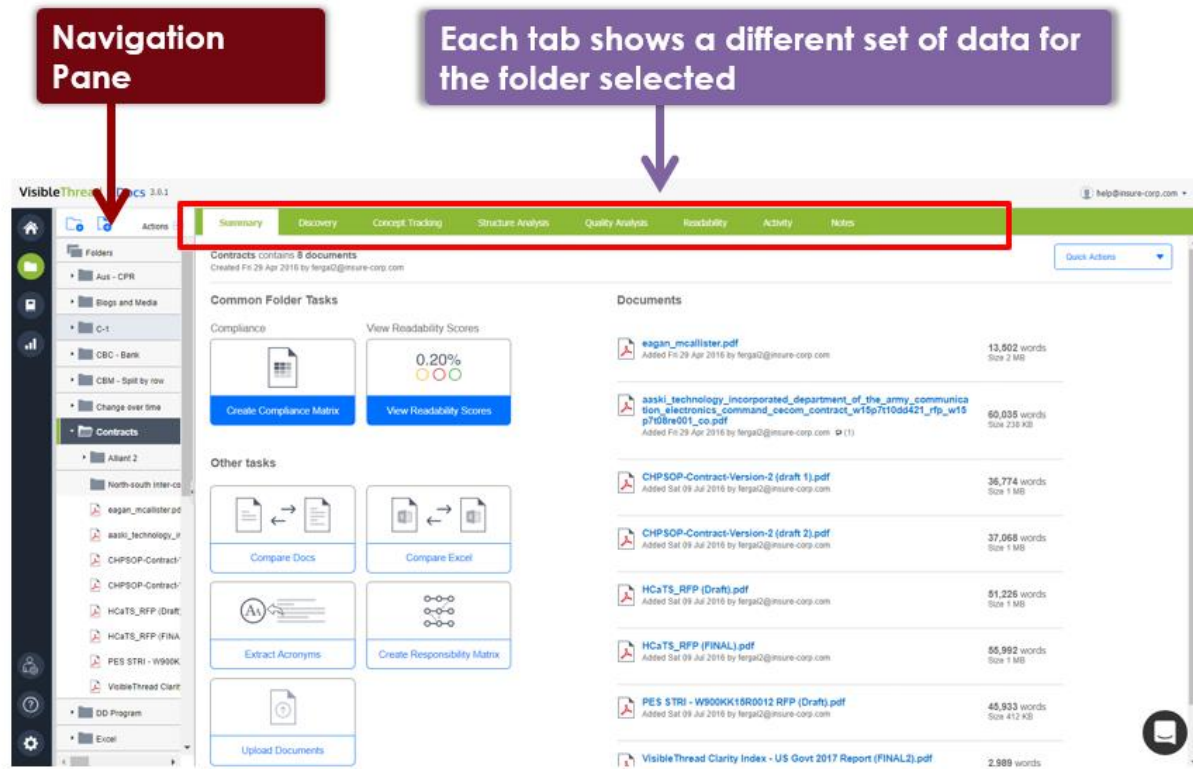 Navigation
Pane
Each tab shows a different set of data for
the folder selected
VisibleThread Docs 3.0.1
help@insure-corp.com
Actions
Summary Discovery Concept Tracking Structure Analysis Quality Analysis Readability Activity Notes
Folders
Aus - CPR
Blogs and Media
C-1
CBC - Bank
CBM - Split by row
Change over time
Contracts
Alliant 2
North-south inter-co
eagan_mcallister.pd
aaski_technology_i
CHPSOP-Contract-
CHPSOP-Contract-
HCaTS_RFP (Draft
HCaTS_RFP (FINA
PES STRI - W900K
VisibleThread Clarit
DD Program
Excel
Contracts contains 8 documents
Created Fri 29 Apr 2016 by fergal2@insure-corp.com
Quick Actions
Common Folder Tasks
Compliance
View Readability Scores
0.20%
Create Compliance Matrix
View Readability Scores
Other tasks
Compare Docs
Compare Excel
AA
Extract Acronyms
Create Responsibility Matrix
Upload Documents
Documents
eagan_mcallister.pdf
Added Fri 29 Apr 2016 by fergal2@insure-corp.com
13,502 words
Size 2 MB
aaski_technology_incorporated_department_of_the_army_communica
tion_electronics_command_cecom_contract_w15p7t10dd421_rfp_w15
p7t08re001_co.pdf
Added Fri 29 Apr 2016 by fergal2@insure-corp.com (1)
60,035 words
Size 238 KB
CHPSOP-Contract-Version-2 (draft 1).pdf
Added Sat 09 Jul 2016 by fergal2@insure-corp.com
36,774 words
Size 1 MB
CHPSOP-Contract-Version-2 (draft 2).pdf
Added Sat 09 Jul 2016 by fergal2@insure-corp.com
37,068 words
Size 1 MB
HCaTS_RFP (Draft).pdf
Added Sat 09 Jul 2016 by fergal2@insure-corp.com
51,226 words
Size 1 MB
HCaTS_RFP (FINAL).pdf
Added Sat 09 Jul 2016 by fergal2@insure-corp.com
55,992 words
Size 1 MB
PES STRI - W900KK15R0012 RFP (Draft).pdf
Added Sat 09 Jul 2016 by fergal2@insure-corp.com
45,933 words
Size 412 KB
VisibleThread Clarity Index - US Govt 2017 Report (FINAL2).pdf
2,989 words